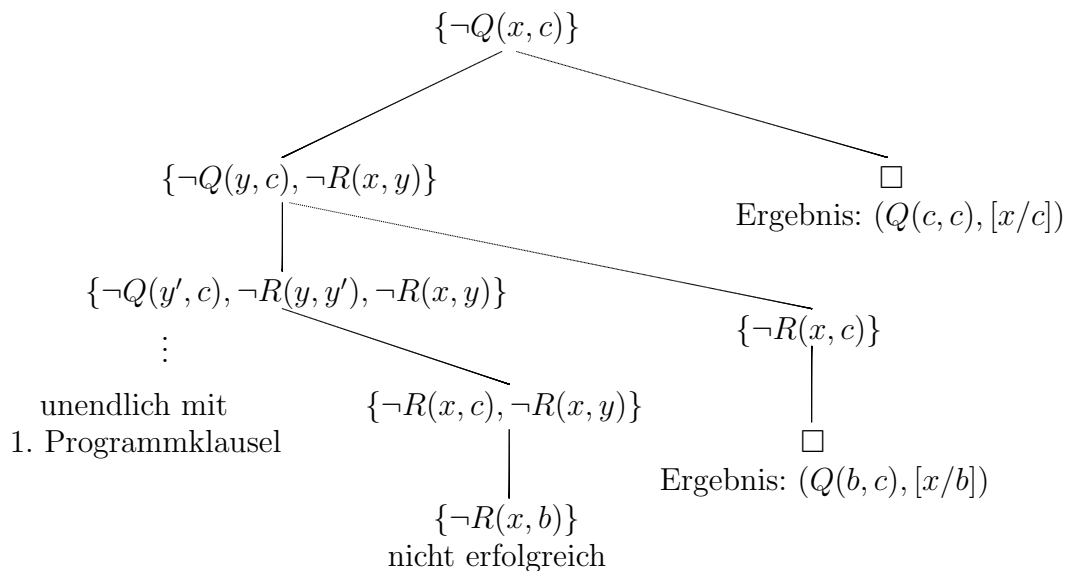 {¬Q(x, c)}
{¬Q(y, c), ¬R(x, y)}
□
Ergebnis: (Q(c, c), [x/c])
{¬Q(y′, c), ¬R(y, y′), ¬R(x, y)}
{¬R(x, c)}
⋮
unendlich mit
1. Programmklausel
{¬R(x, c), ¬R(x, y)}
□
Ergebnis: (Q(b, c), [x/b])
{¬R(x, b)}
nicht erfolgreich